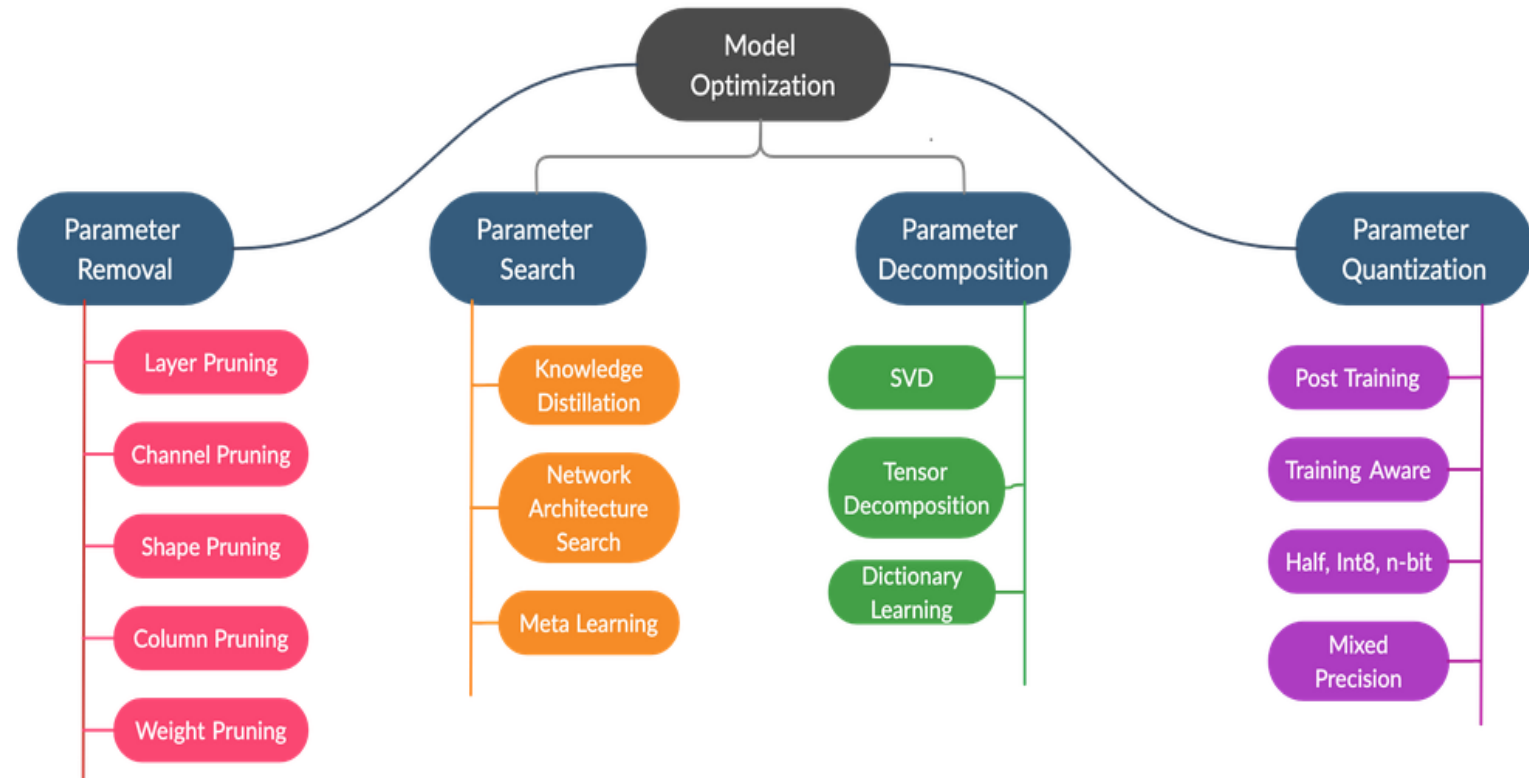 Model
Optimization
Parameter
Removal
Parameter
Search
Parameter
Decomposition
Parameter
Quantization
Layer Pruning
Channel Pruning
Shape Pruning
Column Pruning
Weight Pruning
Knowledge
Distillation
Network
Architecture
Search
Meta Learning
SVD
Tensor
Decomposition
Dictionary
Learning
Post Training
Training Aware
Half, Int8, n-bit
Mixed
Precision